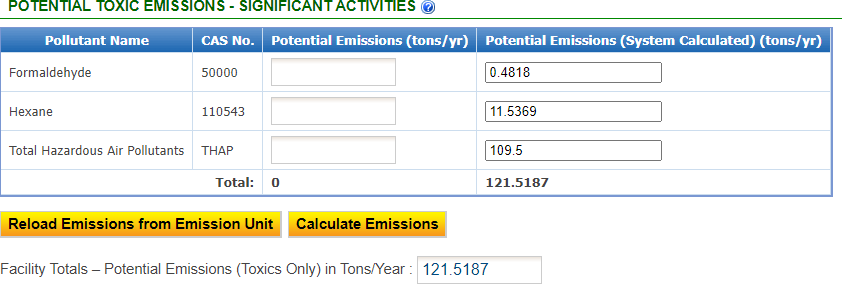 POTENTIAL TOXIC EMISSIONS - SIGNIFICANT ACTIVITIES ?
Pollutant Name CAS No. Potential Emissions (tons/yr) Potential Emissions (System Calculated) (tons/yr)
Formaldehyde 50000 0.4818
Hexane 110543 11.5369
Total Hazardous Air Pollutants THAP 109.5
Total: 0 121.5187
Reload Emissions from Emission Unit Calculate Emissions
Facility Totals – Potential Emissions (Toxics Only) in Tons/Year : 121.5187